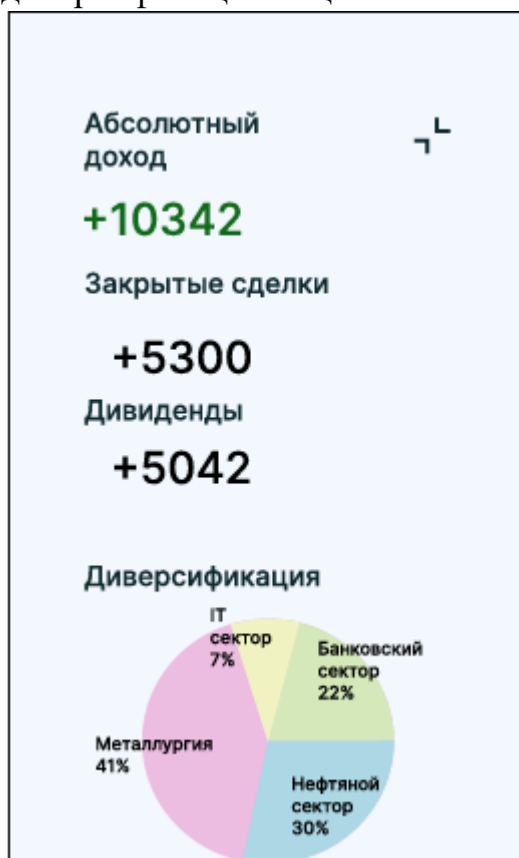 Абсолютный
доход
+10342
Закрытые сделки
+5300
Дивиденды
+5042
Диверсификация
IT
сектор
7%
Банковский
сектор
22%
Металлургия
41%
Нефтяной
сектор
30%